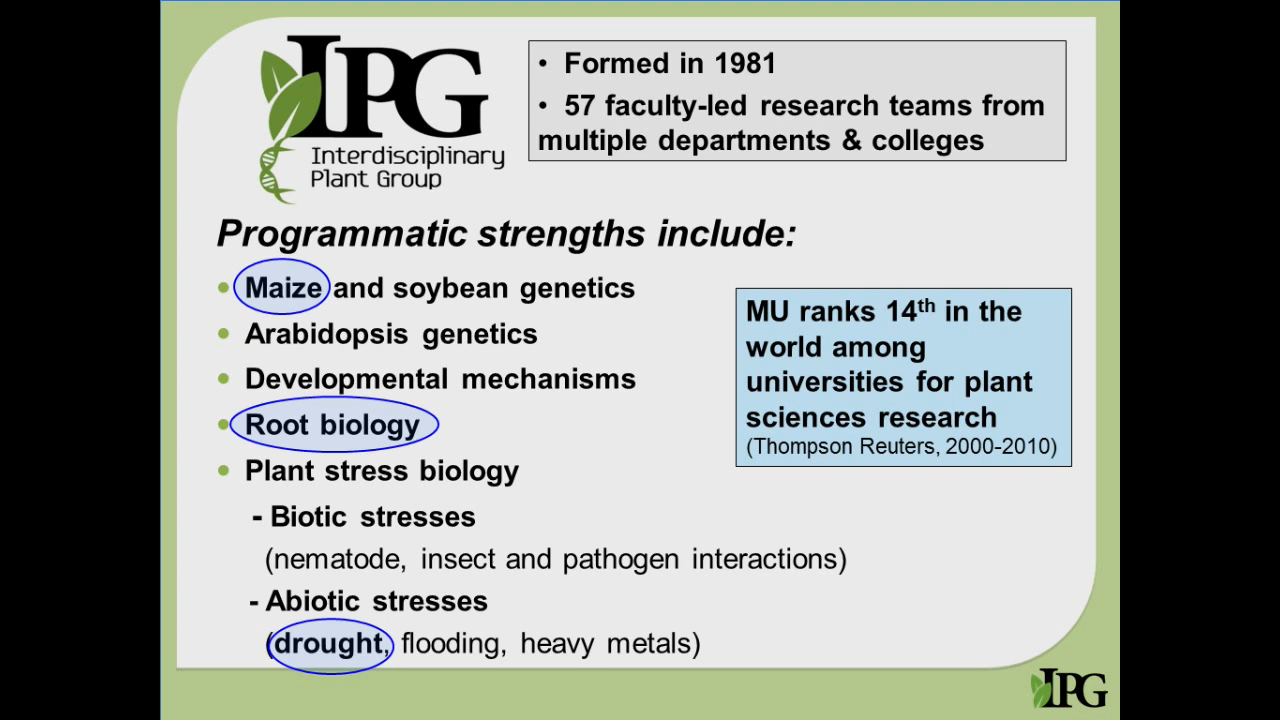 IPG
Interdisciplinary
Plant Group
• Formed in 1981
• 57 faculty-led research teams from
multiple departments & colleges
Programmatic strengths include:
• Maize and soybean genetics
• Arabidopsis genetics
• Developmental mechanisms
• Root biology
• Plant stress biology
- Biotic stresses
(nematode, insect and pathogen interactions)
- Abiotic stresses
(drought, flooding, heavy metals)
MU ranks 14th in the
world among
universities for plant
sciences research
(Thompson Reuters, 2000-2010)
IPG